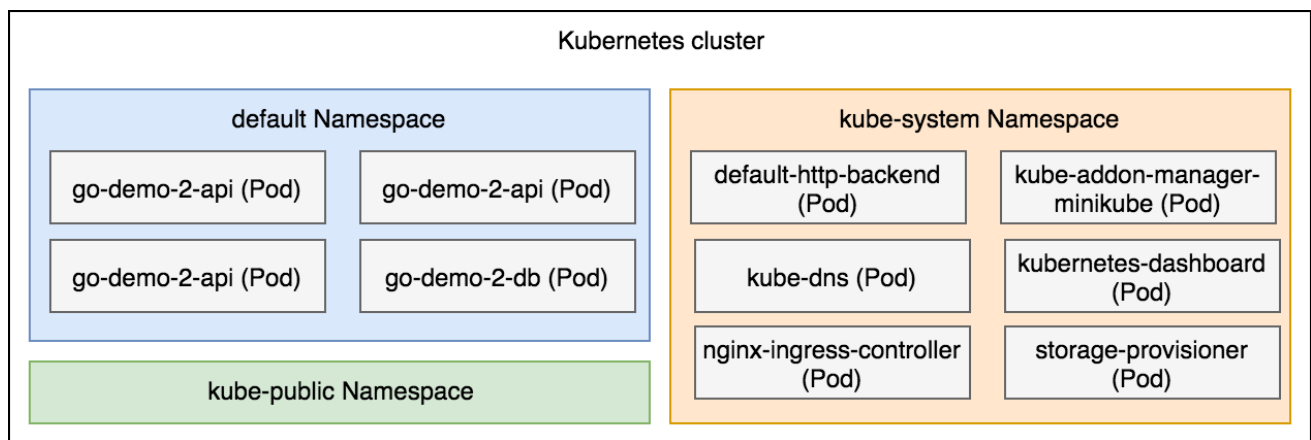 Kubernetes cluster
default Namespace
go-demo-2-api (Pod)
go-demo-2-api (Pod)
go-demo-2-api (Pod)
go-demo-2-db (Pod)
kube-public Namespace
kube-system Namespace
default-http-backend
(Pod)
kube-addon-manager-
minikube (Pod)
kube-dns (Pod)
kubernetes-dashboard
(Pod)
nginx-ingress-controller
(Pod)
storage-provisioner
(Pod)